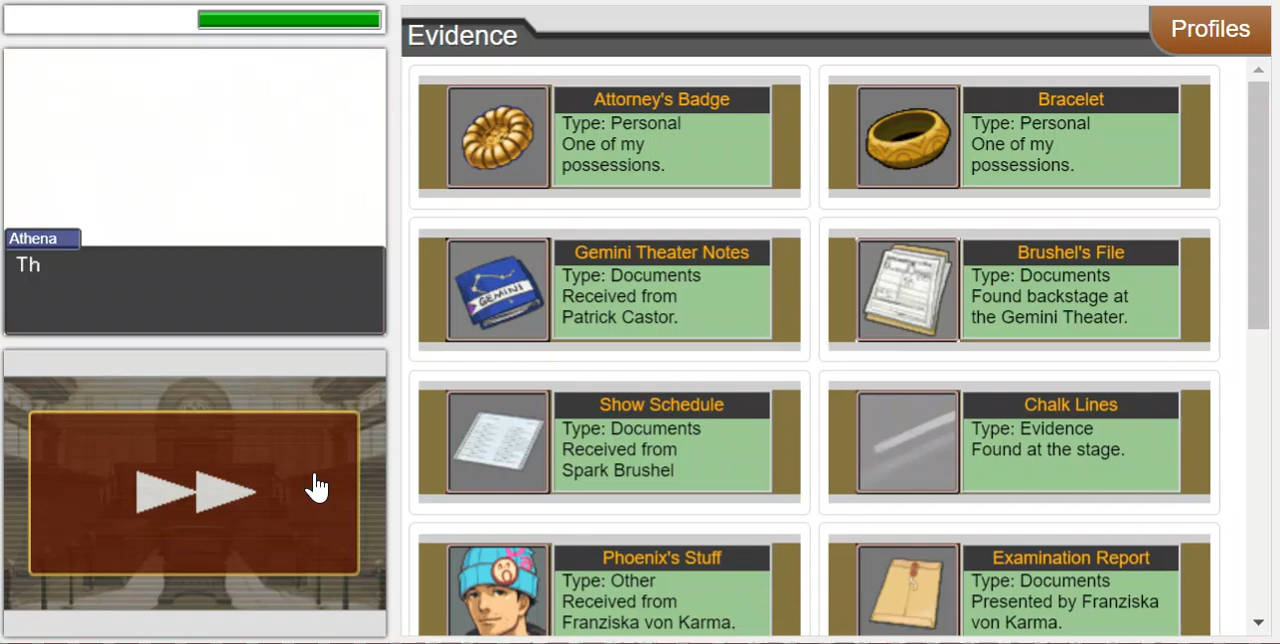 Evidence
Profiles
Attorney's Badge
Type: Personal
One of my
possessions.
Bracelet
Type: Personal
One of my
possessions.
Athena
Th
Gemini Theater Notes
Type: Documents
Received from
Patrick Castor.
GEMINI
Brushel's File
Type: Documents
Found backstage at
the Gemini Theater.
Show Schedule
Type: Documents
Received from
Spark Brushel
Chalk Lines
Type: Evidence
Found at the stage.
Phoenix's Stuff
Type: Other
Received from
Franziska von Karma.
Examination Report
Type: Documents
Presented by Franziska
von Karma.